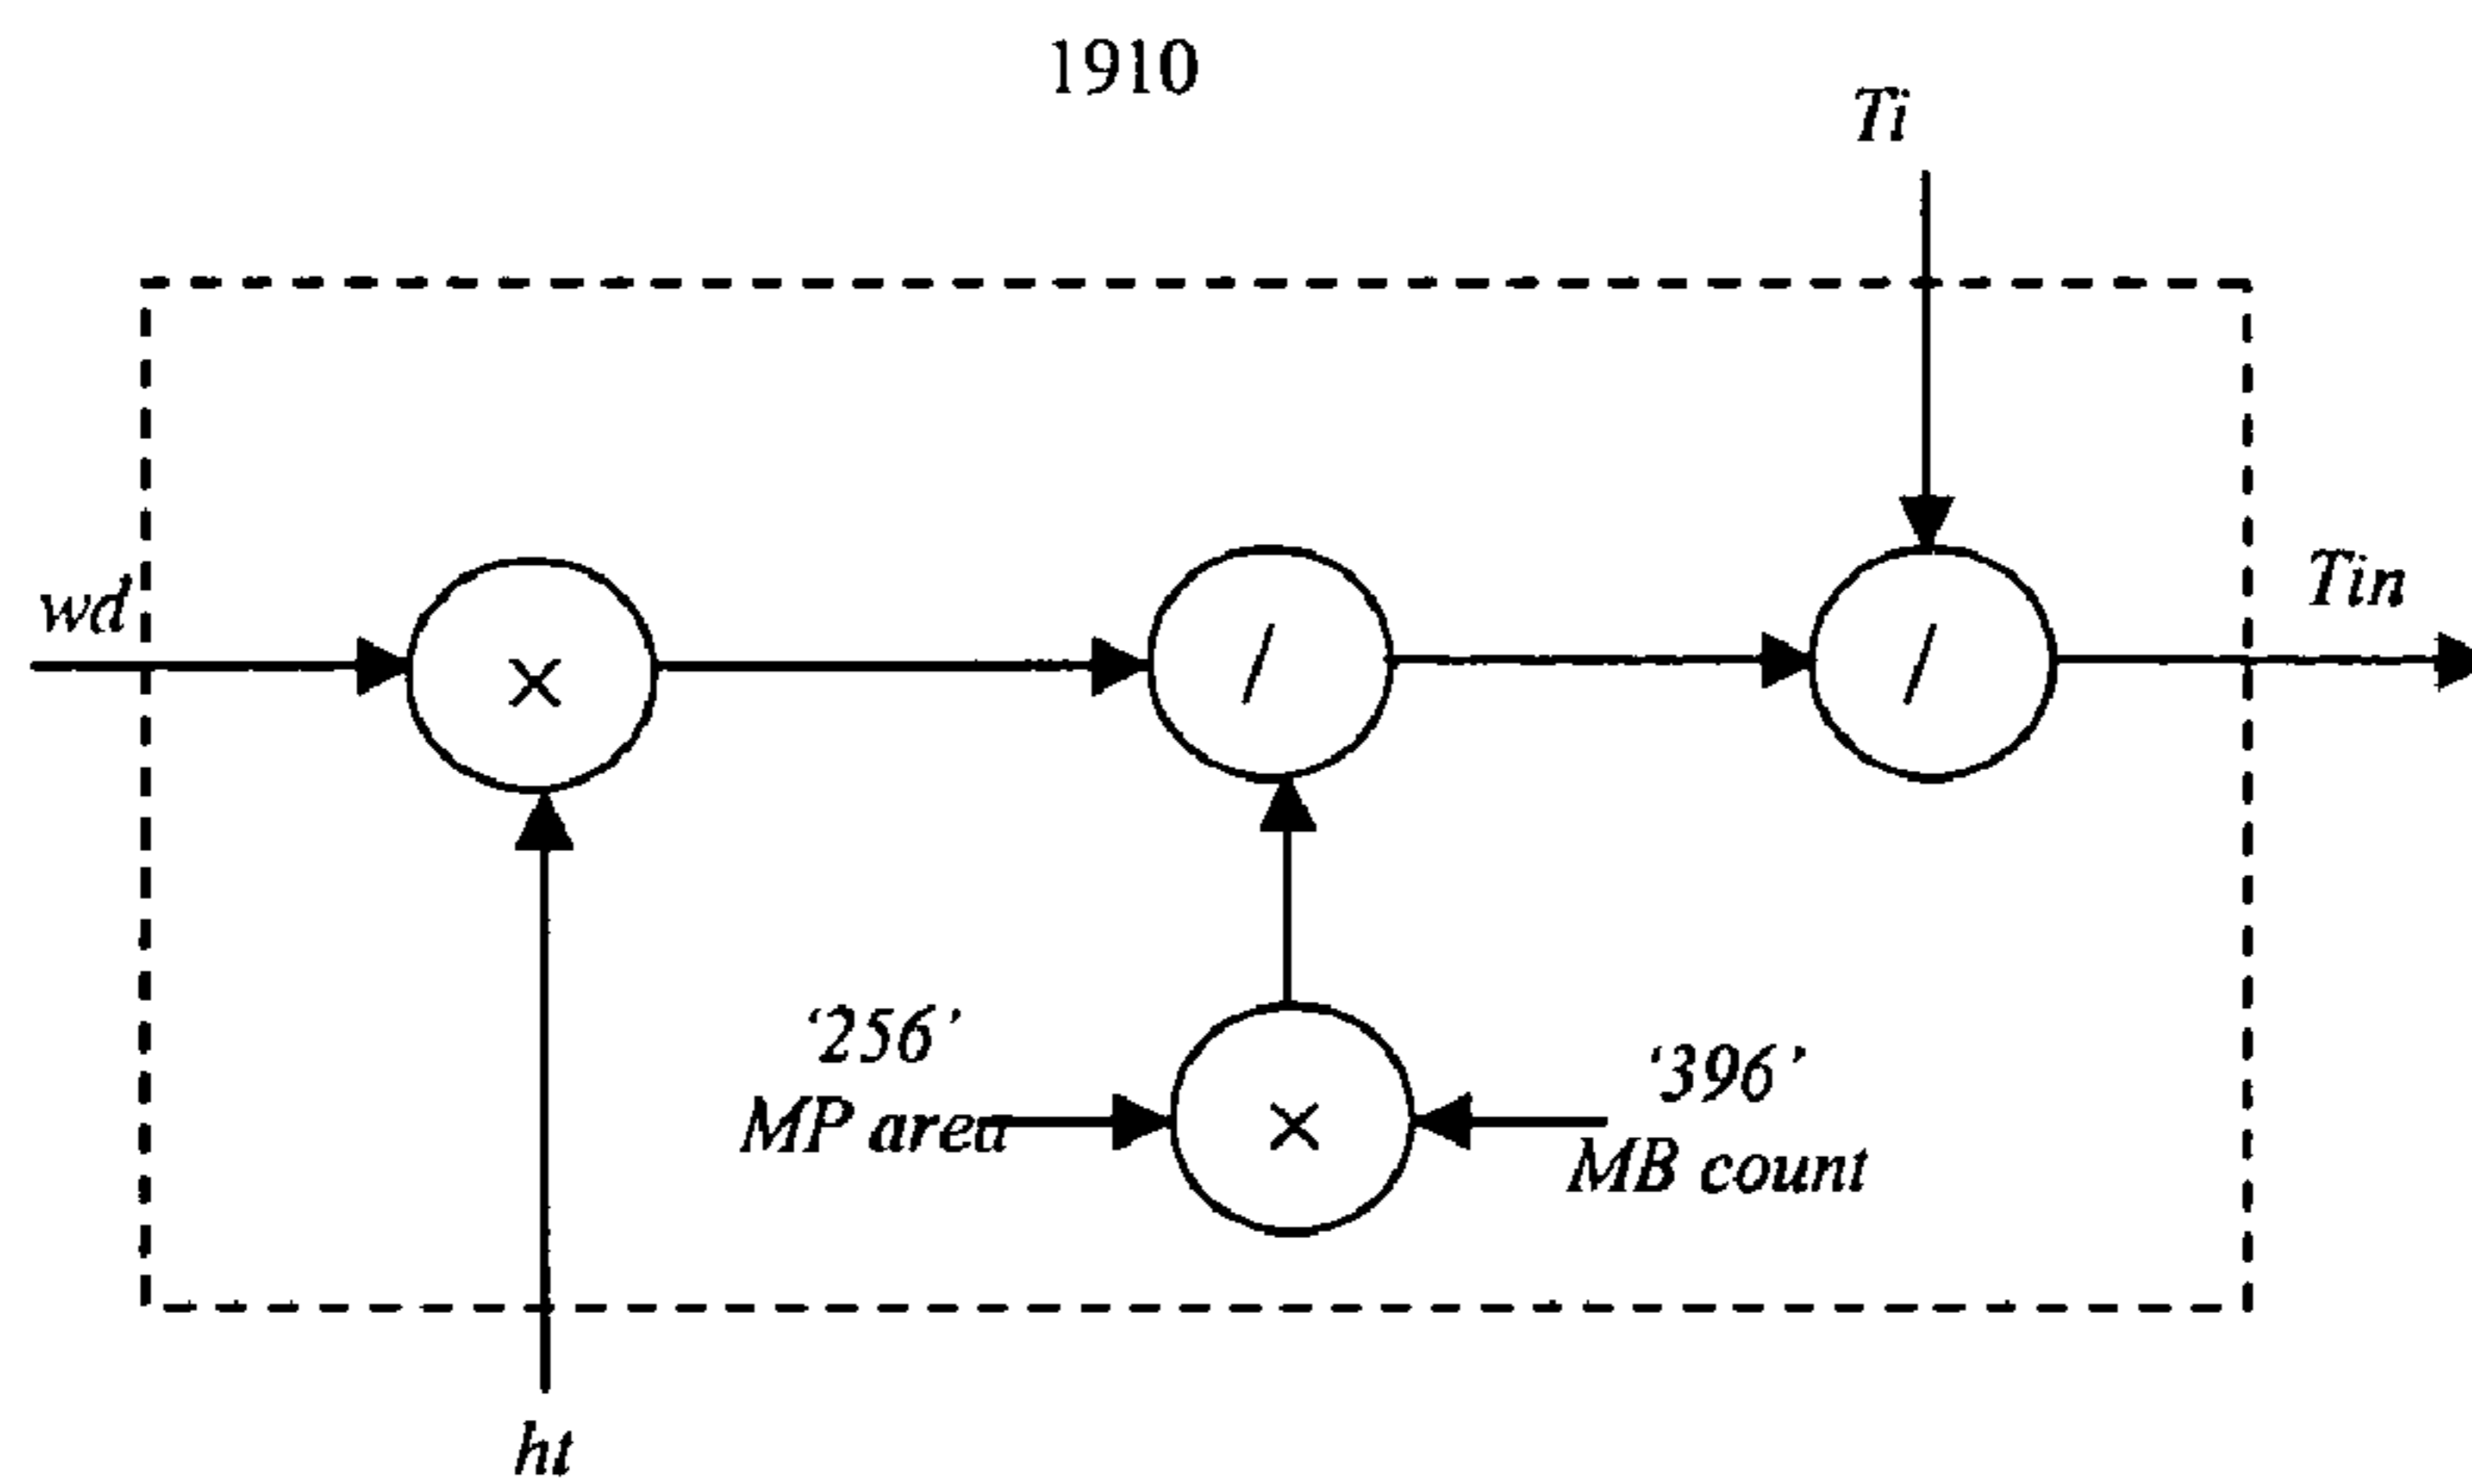 1910
Ti
wd
×
/
/
Tin
‘256’
MP area
×
‘396’
MB count
ht